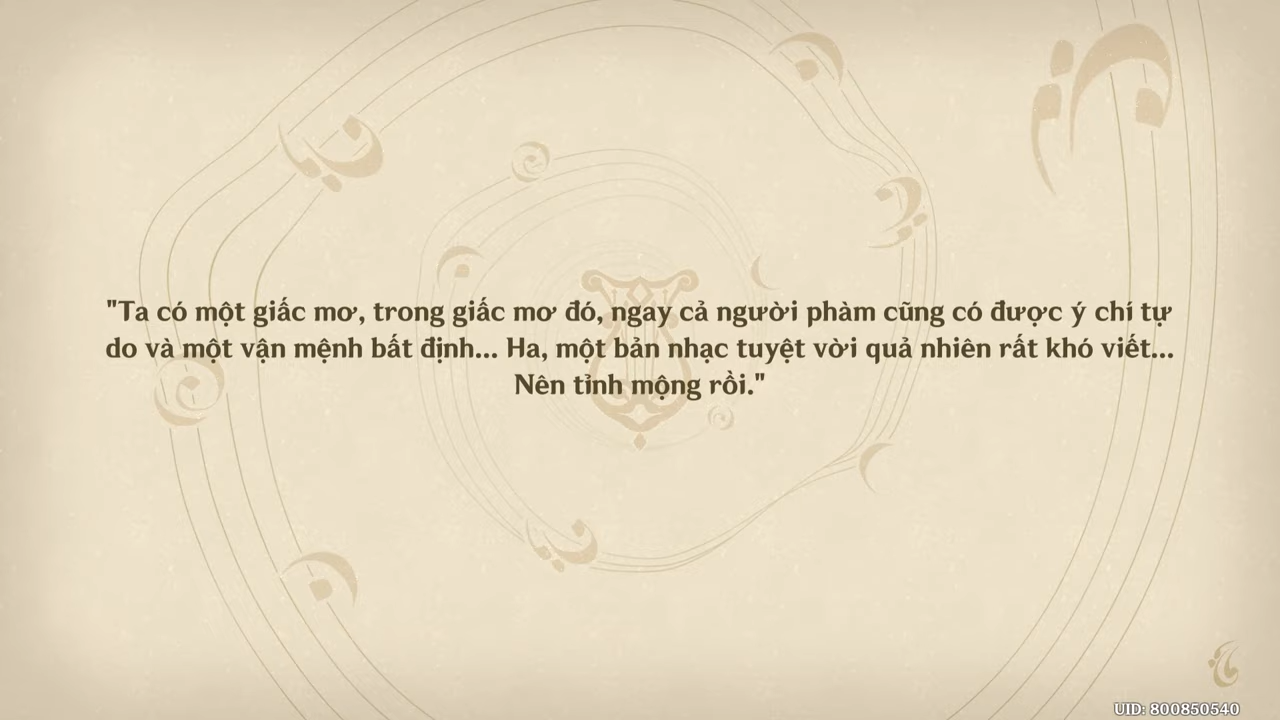 "Ta có một giấc mơ, trong giấc mơ đó, ngay cả người phàm cũng có được ý chí tự
do và một vận mệnh bất định... Ha, một bản nhạc tuyệt vời quả nhiên rất khó viết...
Nên tỉnh mộng rồi."
UID: 800850540